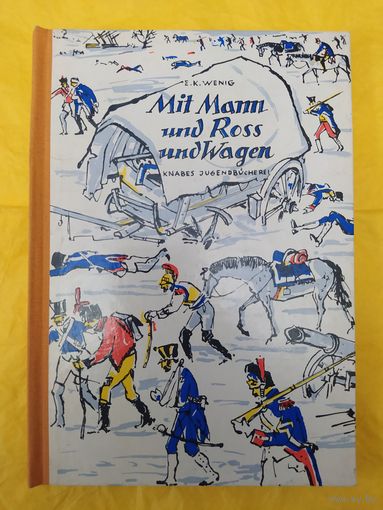 E.K. WENIG
Mit Mann
und Ross
und Wagen
KNABES JUGENDBÜCHEREI